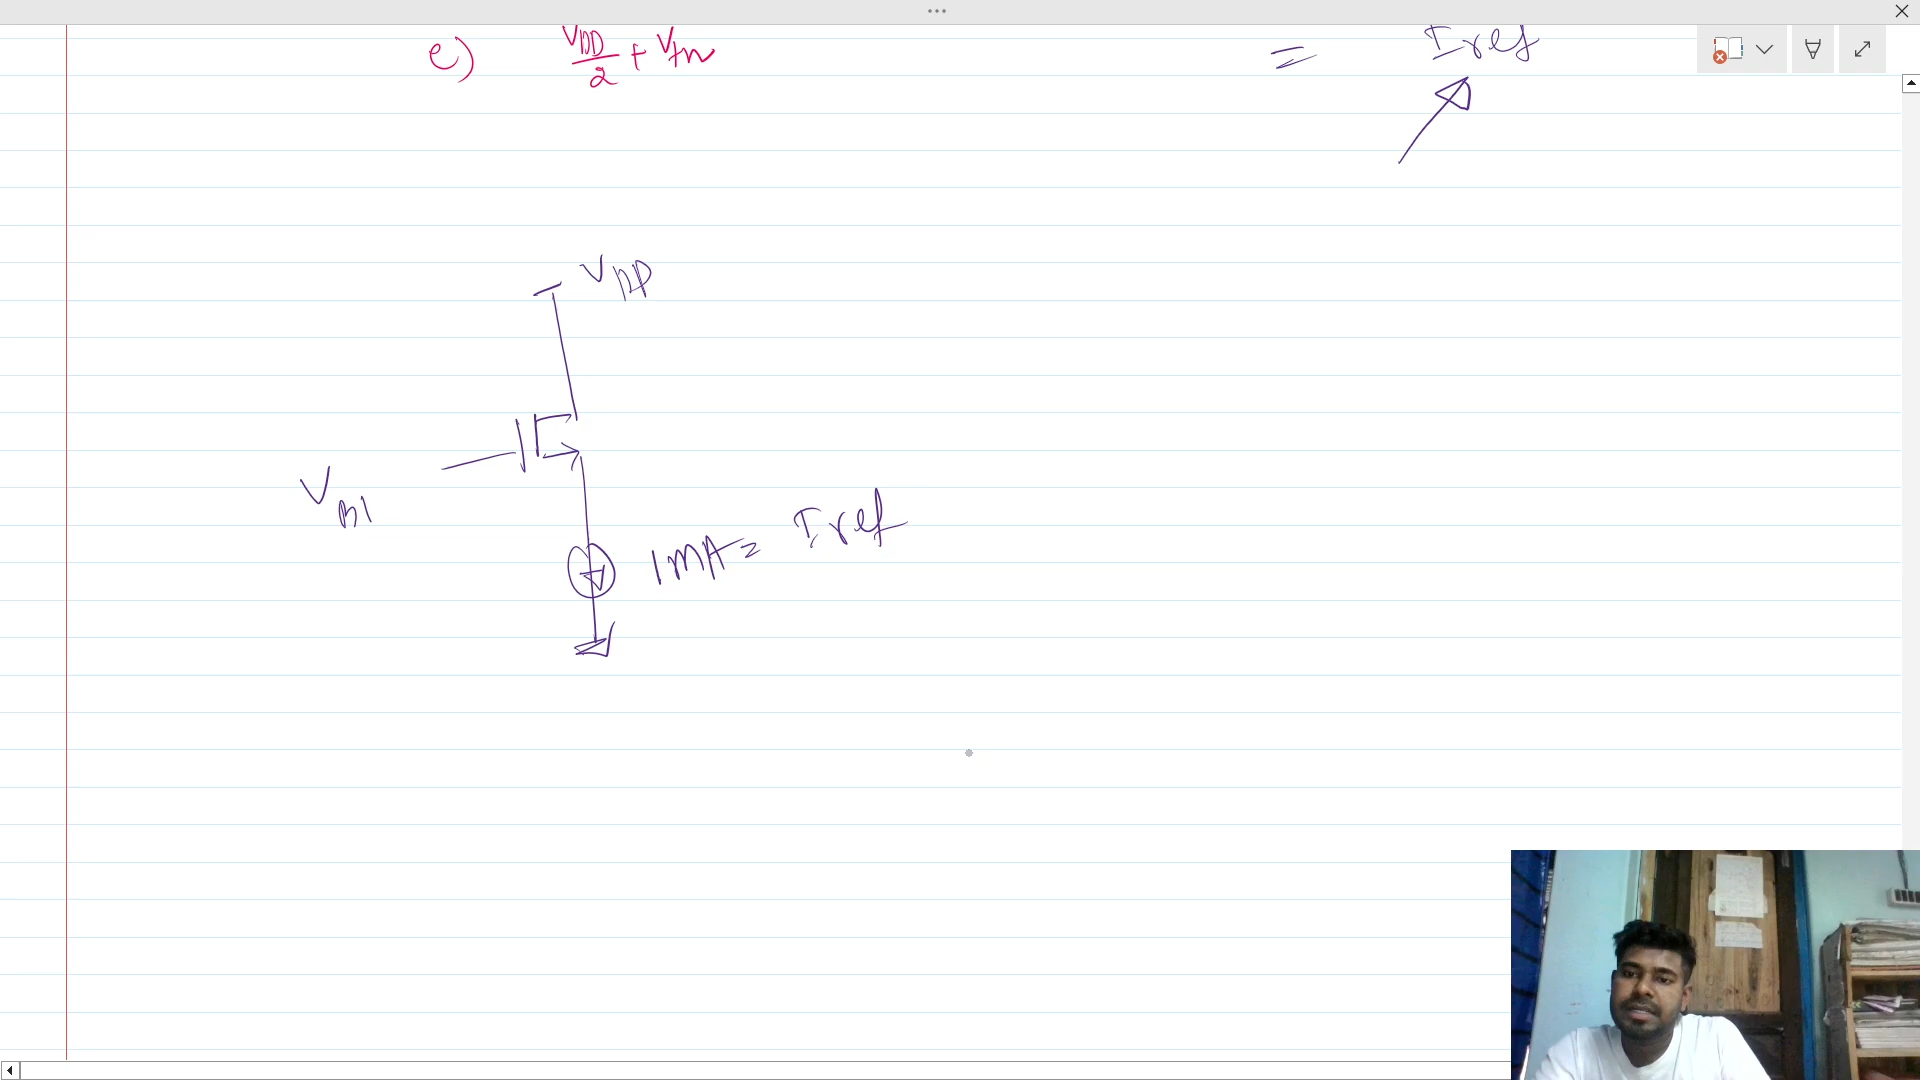 e) VDD/2 + Vtn
= Iref
VDD
VB1
1mA = Iref